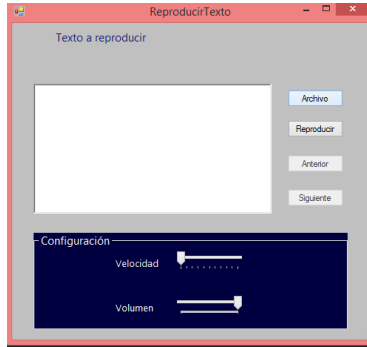 ReproducirTexto
Texto a reproducir
Archivo
Reproducir
Anterior
Siguiente
Configuración
Velocidad
Volumen